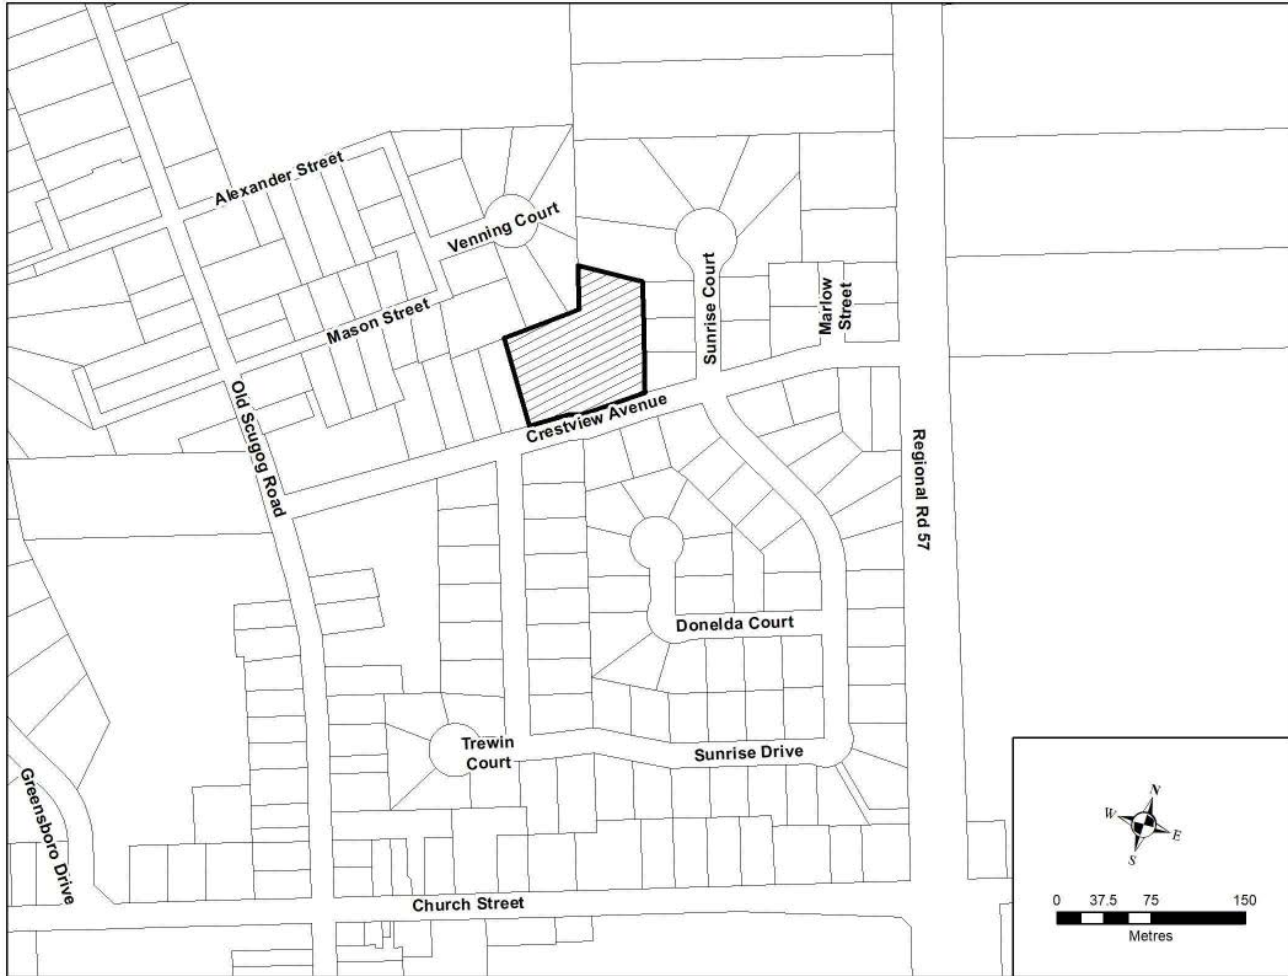 Alexander Street
Venning Court
Mason Street
Sunrise Court
Marlow
Street
Old Scugog Road
Crestview Avenue
Regional Rd 57
Donelda Court
Trewin
Court
Sunrise Drive
Greensboro Drive
Church Street
N
W
E
S
0 37.5 75 150
Metres